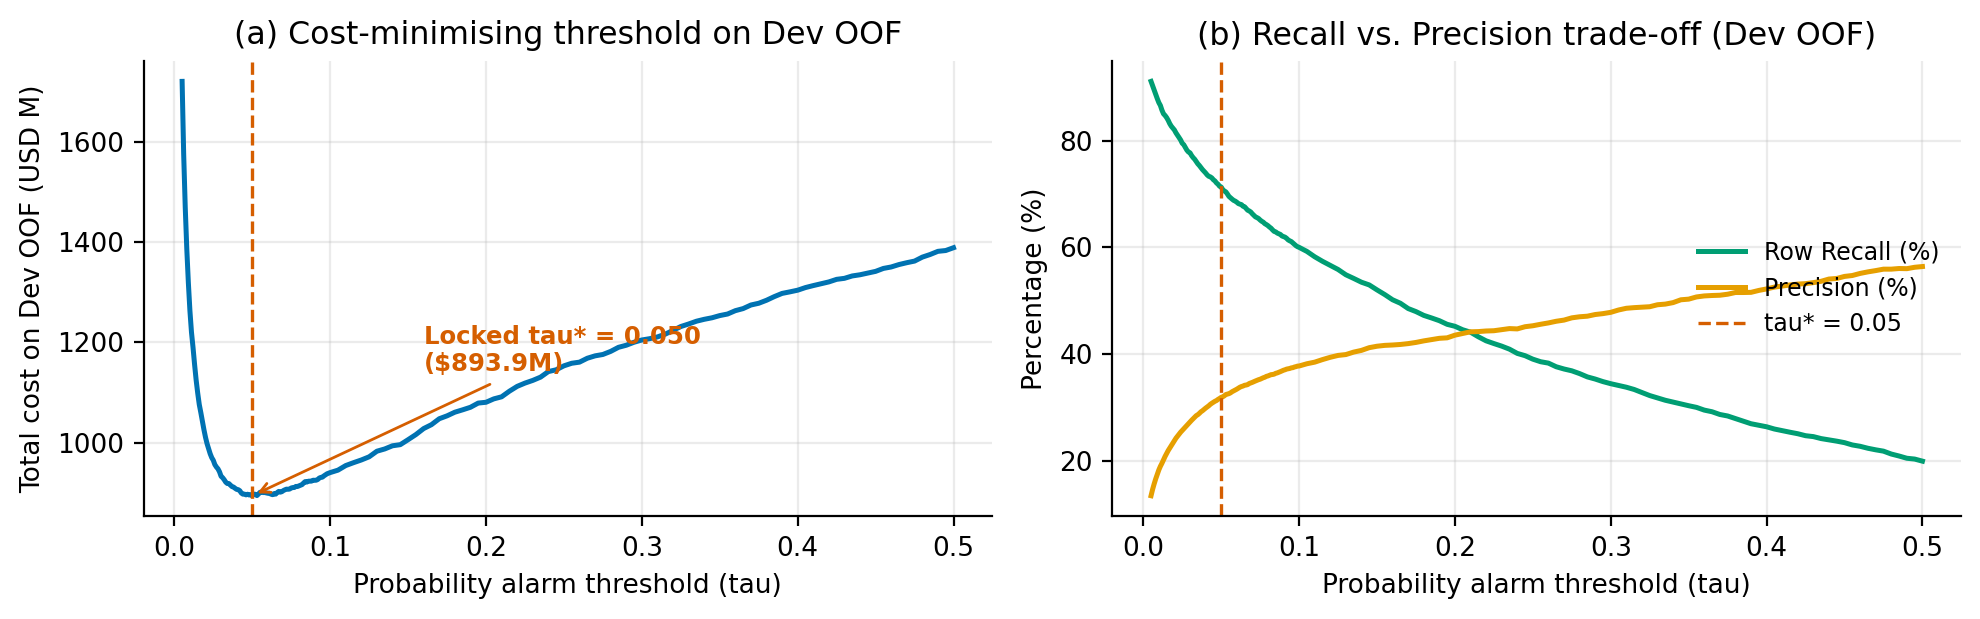 (a) Cost-minimising threshold on Dev OOF
Total cost on Dev OOF (USD M)
1600
1400
1200
1000
Locked tau* = 0.050
($893.9M)
0.0 0.1 0.2 0.3 0.4 0.5
Probability alarm threshold (tau)
(b) Recall vs. Precision trade-off (Dev OOF)
Percentage (%)
80
60
40
20
Row Recall (%)
Precision (%)
tau* = 0.05
0.0 0.1 0.2 0.3 0.4 0.5
Probability alarm threshold (tau)